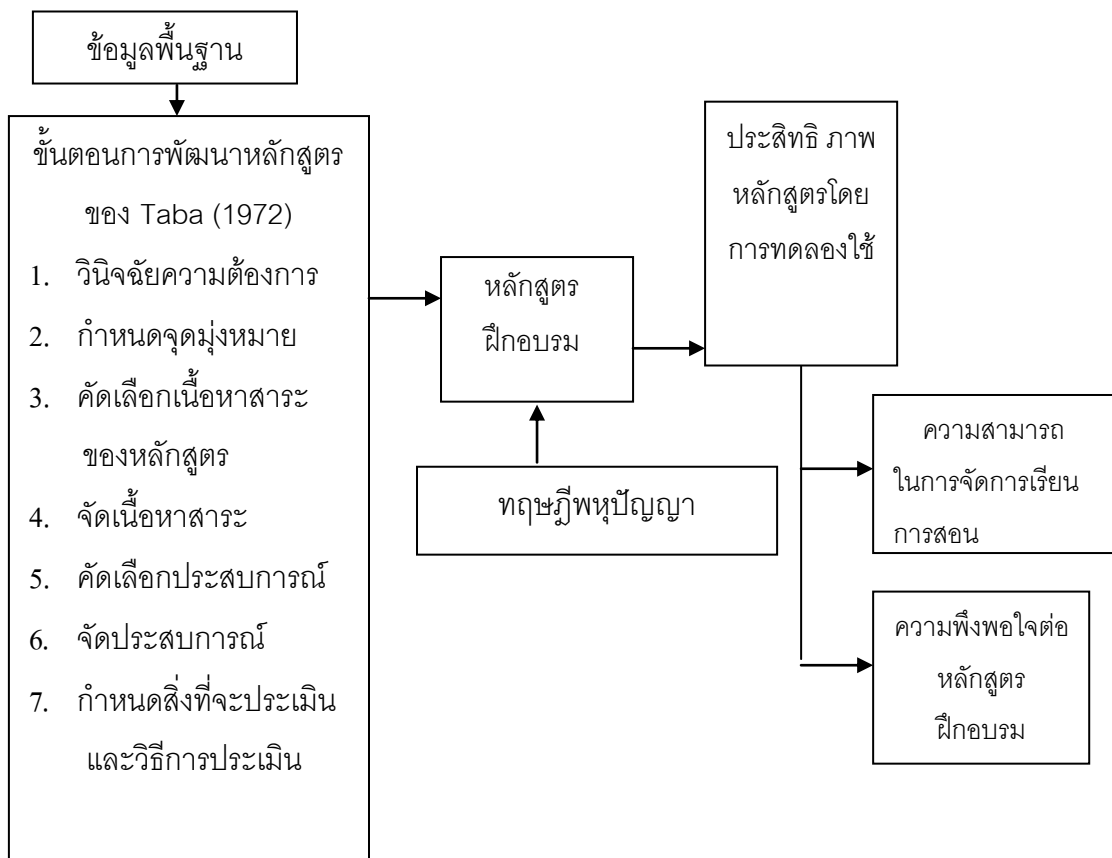 ข้อมูลพื้นฐาน
ขั้นตอนการพัฒนาหลักสูตร
ของ Taba (1972)
1. วินิจฉัยความต้องการ
2. กำหนดจุดมุ่งหมาย
3. คัดเลือกเนื้อหาสาระ
ของหลักสูตร
4. จัดเนื้อหาสาระ
5. คัดเลือกประสบการณ์
6. จัดประสบการณ์
7. กำหนดสิ่งที่จะประเมิน
และวิธีการประเมิน
หลักสูตร
ฝึกอบรม
ทฤษฎีพหุปัญญา
ประสิทธิ ภาพ
หลักสูตรโดย
การทดลองใช้
ความสามารถ
ในการจัดการเรียน
การสอน
ความพึงพอใจต่อ
หลักสูตร
ฝึกอบรม